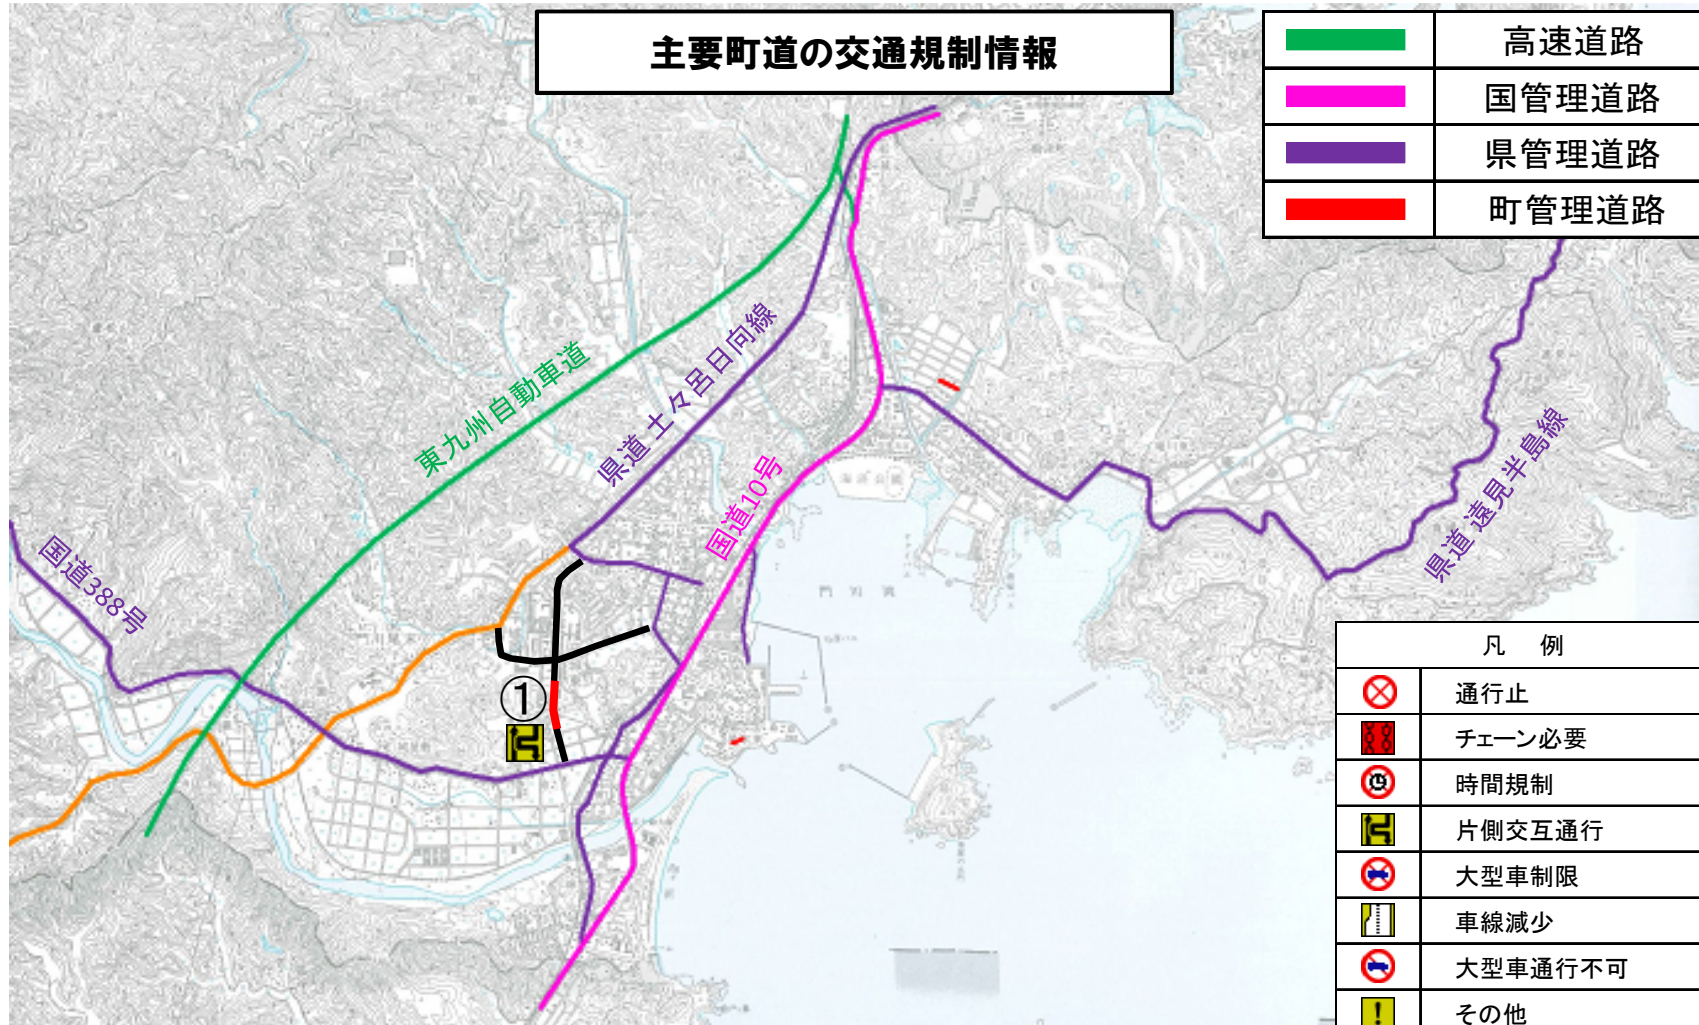 主要町道の交通規制情報
高速道路
国管理道路
県管理道路
町管理道路
東九州自動車道
県道 土々呂日向線
国道10号
国道388号
県道 遠見半島線
①
凡 例
通行止
チェーン必要
時間規制
片側交互通行
大型車制限
車線減少
大型車通行不可
その他